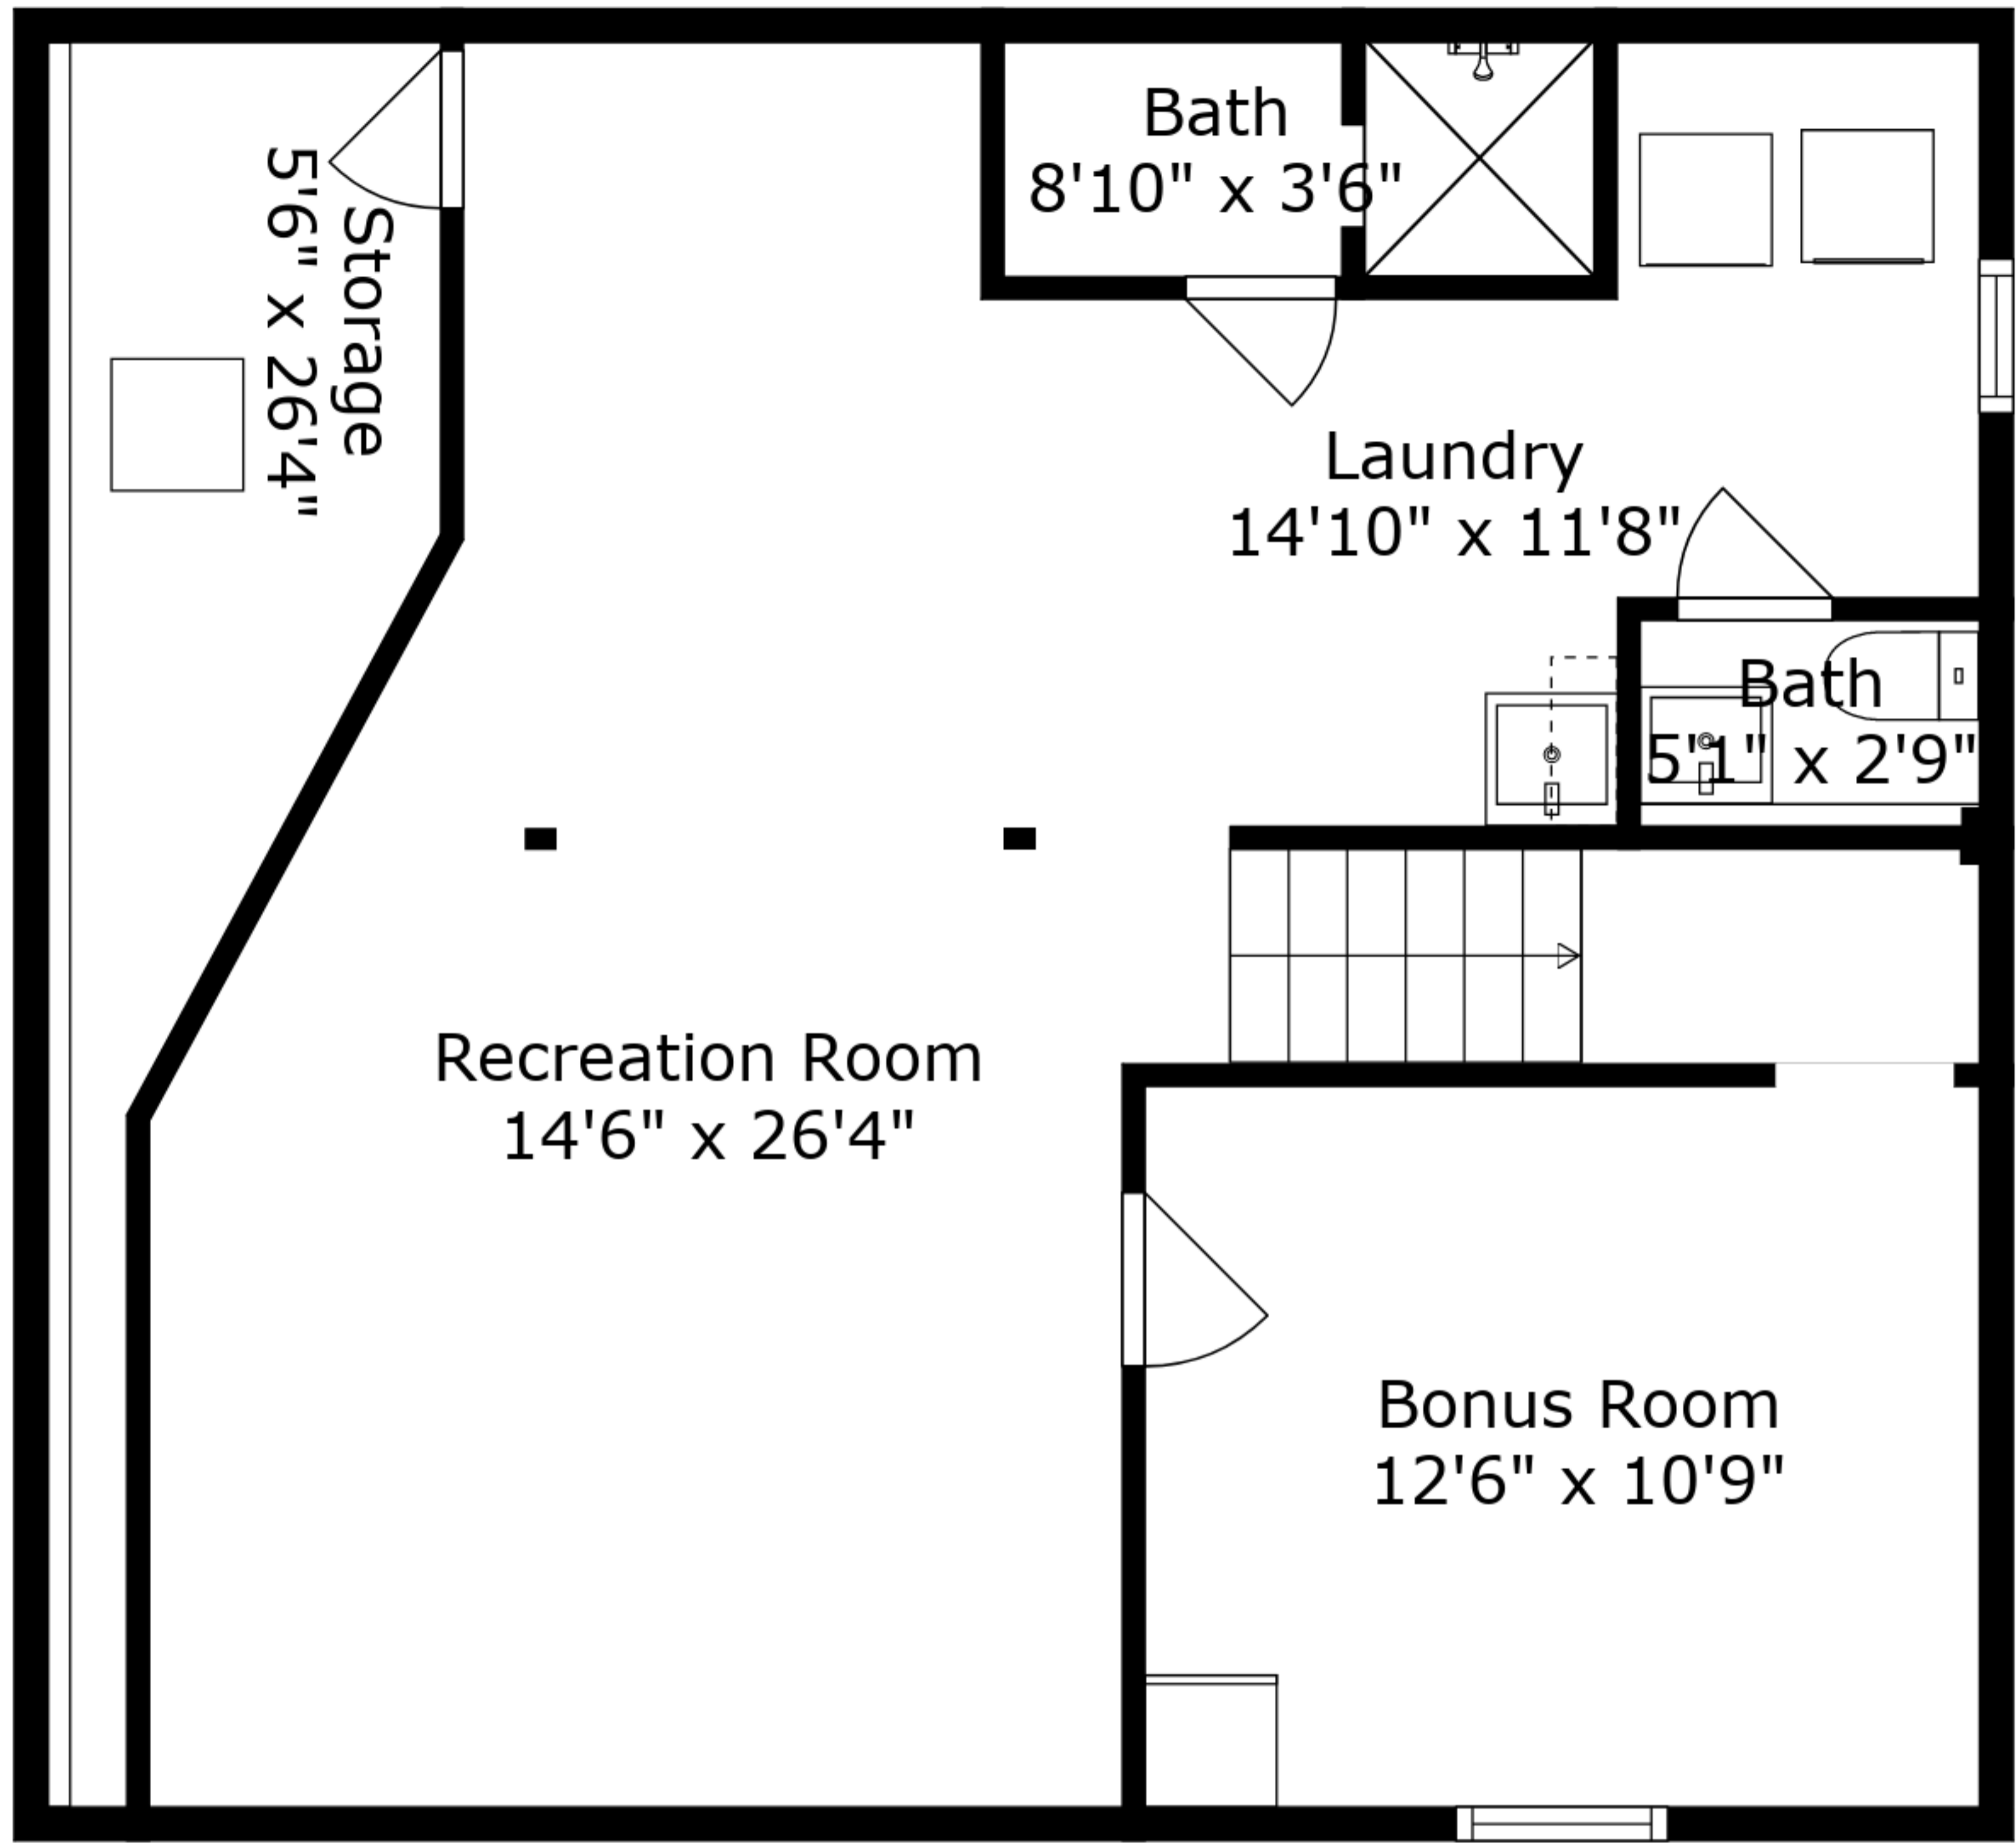 Bath
8'10" x 3'6"
Storage
5'6" x 26'4"
Laundry
14'10" x 11'8"
Bath
5'1" x 2'9"
Recreation Room
14'6" x 26'4"
Bonus Room
12'6" x 10'9"